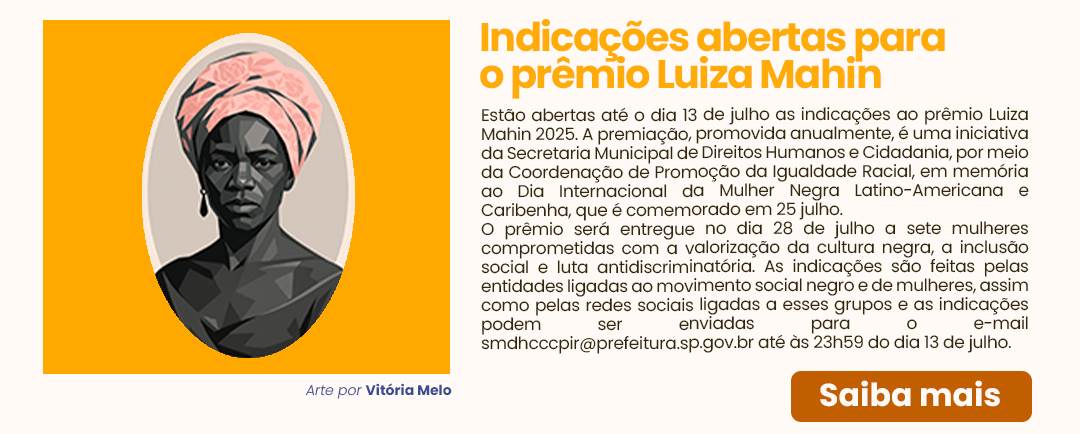 Indicações abertas para
o prêmio Luiza Mahin
Estão abertas até o dia 13 de julho as indicações ao prêmio Luiza
Mahin 2025. A premiação, promovida anualmente, é uma iniciativa
da Secretaria Municipal de Direitos Humanos e Cidadania, por meio
da Coordenação de Promoção da Igualdade Racial, em memória
ao Dia Internacional da Mulher Negra Latino-Americana e
Caribenha, que é comemorado em 25 julho.
O prêmio será entregue no dia 28 de julho a sete mulheres
comprometidas com a valorização da cultura negra, a inclusão
social e luta antidiscriminatória. As indicações são feitas pelas
entidades ligadas ao movimento social negro e de mulheres, assim
como pelas redes sociais ligadas a esses grupos e as indicações
podem ser enviadas para o e-mail
smdhcccpir@prefeitura.sp.gov.br até às 23h59 do dia 13 de julho.
Arte por Vitória Melo
Saiba mais